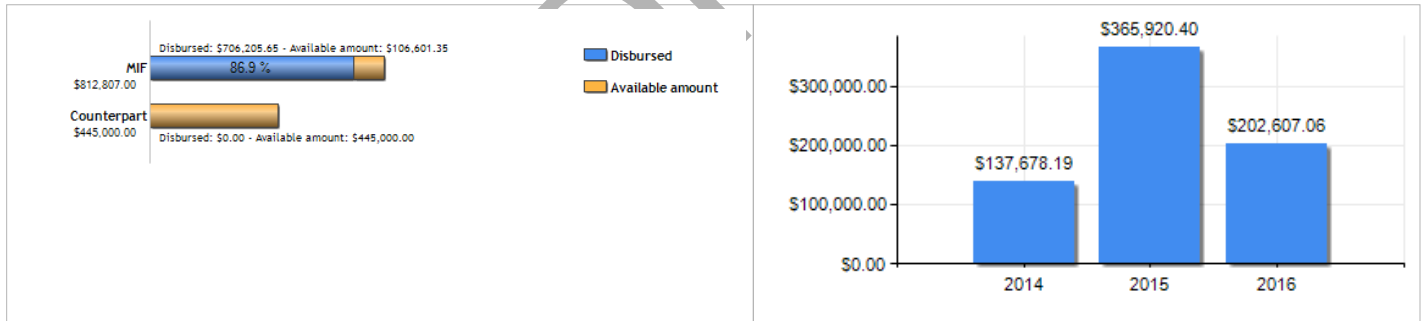 Disbursed: $706,205.65 - Available amount: $106,601.35
MIF
86.9 %
$812,807.00
Counterpart
$445,000.00
Disbursed: $0.00 - Available amount: $445,000.00
Disbursed
Available amount
$365,920.40
$300,000.00
$202,607.06
$200,000.00
$137,678.19
$100,000.00
$0.00
2014 2015 2016